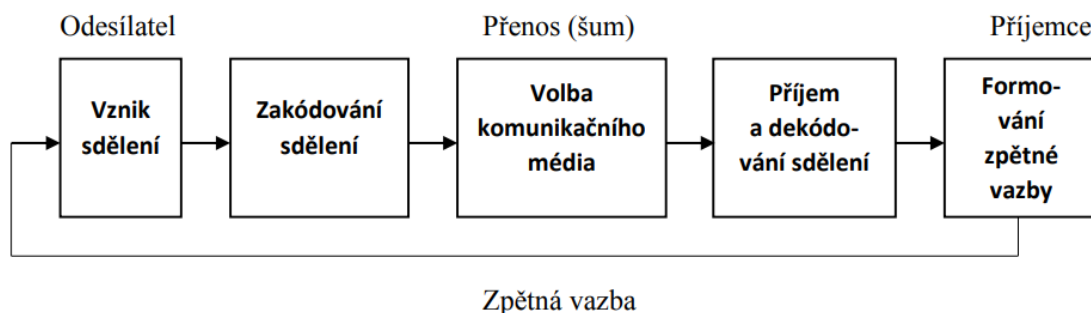 Odesílatel
Přenos (šum)
Příjemce
Vznik
sdělení
Zakódování
sdělení
Volba
komunikačního
média
Příjem
a dekódo-
vání sdělení
Formo-
vání
zpětné
vazby
Zpětná vazba